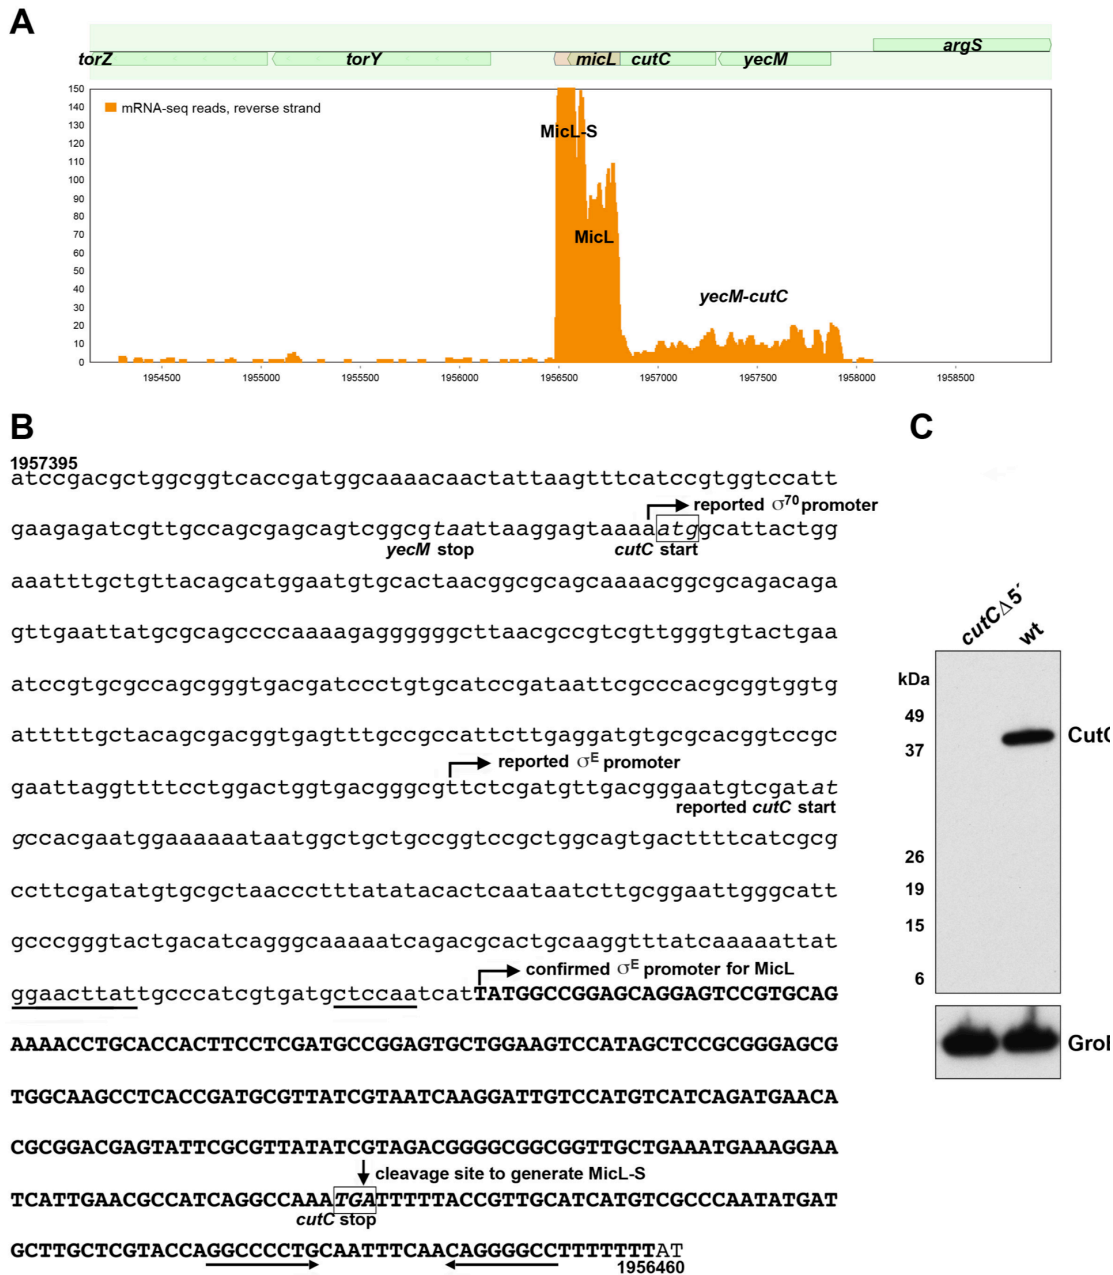 A
torZ torY micL cutC yecM argS
150
140
130
120
110
100
90
80
70
60
50
40
30
20
10
0
mRNA-seq reads, reverse strand
MicL-S
MicL
yecM-cutC
1954500 1955000 1955500 1956000 1956500 1957000 1957500 1958000 1958500
B
1957395
atccgacgctggcggtcaccgatggcaaaacaactattaagtttcatccgtggtccatt
reported σ70 promoter
gaagagatcgttgccagcgagcagtcggcgtaattaaggagtaaaaatggcattactgg
yecM stop cutC start
aaatttgctgttacagcatggaatgtgcactaacggcgcagcaaaacggcgcagacaga
gttgaattatgcgcagccccaaaagaggggggcttaacgccgtcgttgggtgtactgaa
atccgtgcgccagcgggtgacgatccctgtgcatccgataattcgcccacgcggtggtg
atttttgctacagcgacggtgagtttgccgccattcttgaggatgtgcgcacggtccgc
reported σE promoter
gaattaggttttcctggactggtgacgggcgttctcgatgttgacgggaatgtcgatat
reported cutC start
gccacgaatggaaaaaataatggctgctgccggtccgctggcagtgacttttcatcgcg
ccttcgatatgtgcgctaaccctttatatacactcaataatcttgcggaattgggcatt
gcccgggtactgacatcagggcaaaaatcagacgcactgcaaggtttatcaaaaattat
confirmed σE promoter for MicL
ggaacttattgcccatcgtgatgctccaatcatTATGGCCGGAGCAGGAGTCCGTGCAG
AAAACCTGCACCACTTCCTCGATGCCGGAGTGCTGGAAGTCCATAGCTCCGCGGGAGCG
TGGCAAGCCTCACCGATGCGTTATCGTAATCAAGGATTGTCCATGTCATCAGATGAACA
CGCGGACGAGTATTCGCGTTATATCGTAGACGGGGCGGCGGTTGCTGAAATGAAAGGAA
cleavage site to generate MicL-S
TCATTGAACGCCATCAGGCCAAATGATTTTTACCGTTGCATCATGTCGCCCAATATGAT
cutC stop
GCTTGCTCGTACCAGGCCCCTGCAATTTCAACAGGGGCCTTTTTTTAT
1956460
C
cutCΔ5´ wt
kDa
49
37
26
19
15
6